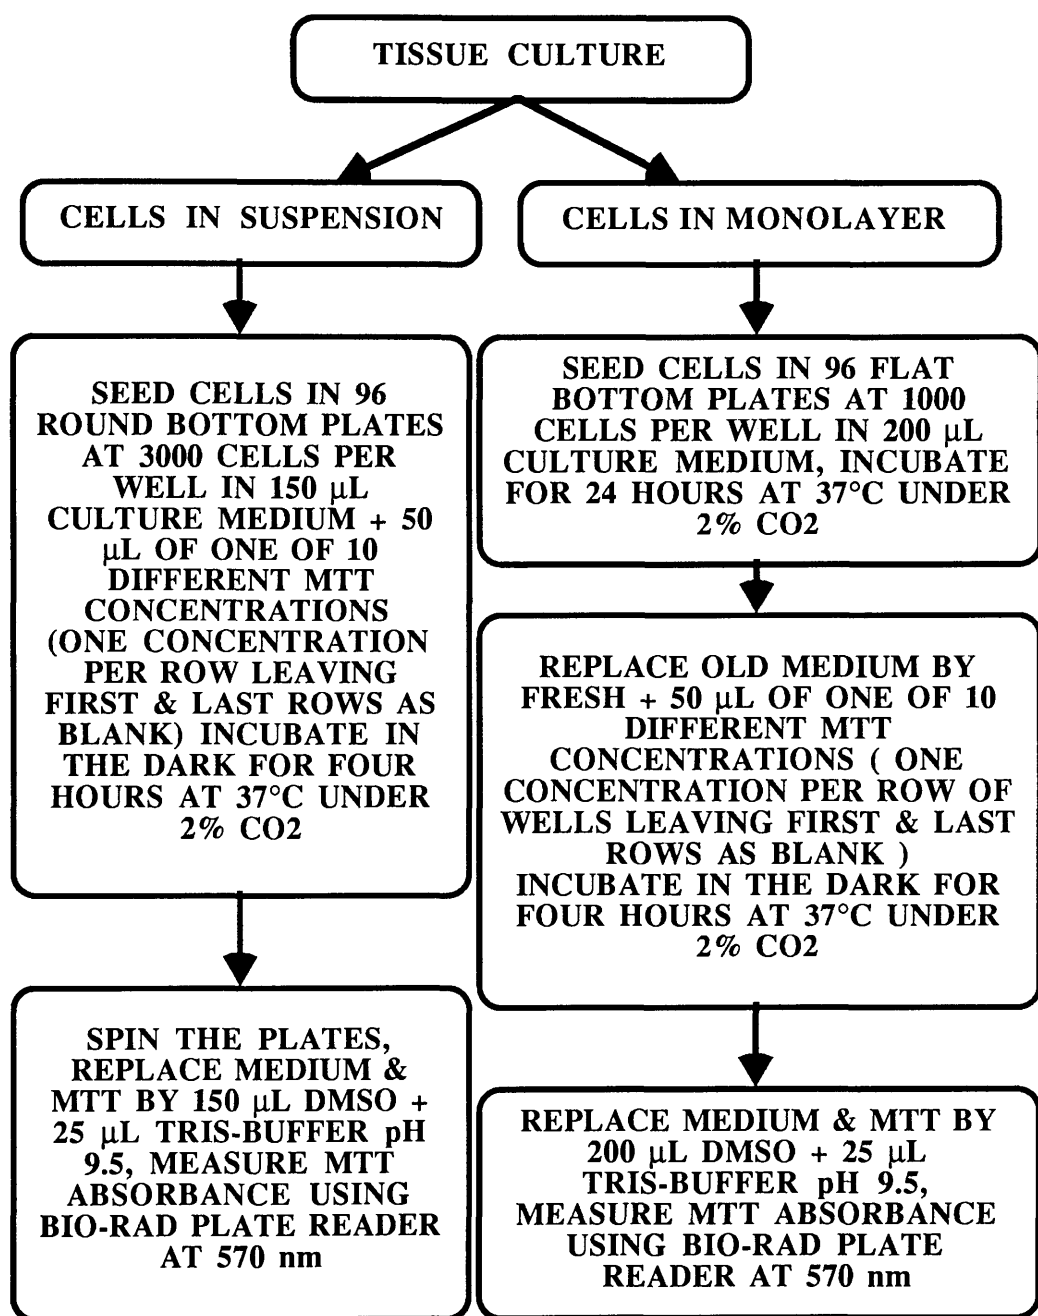 TISSUE CULTURE
CELLS IN SUSPENSION
SEED CELLS IN 96
ROUND BOTTOM PLATES
AT 3000 CELLS PER
WELL IN 150 µL
CULTURE MEDIUM + 50
µL OF ONE OF 10
DIFFERENT MTT
CONCENTRATIONS
(ONE CONCENTRATION
PER ROW LEAVING
FIRST & LAST ROWS AS
BLANK) INCUBATE IN
THE DARK FOR FOUR
HOURS AT 37°C UNDER
2% CO2
SPIN THE PLATES,
REPLACE MEDIUM &
MTT BY 150 µL DMSO +
25 µL TRIS-BUFFER pH
9.5, MEASURE MTT
ABSORBANCE USING
BIO-RAD PLATE READER
AT 570 nm
CELLS IN MONOLAYER
SEED CELLS IN 96 FLAT
BOTTOM PLATES AT 1000
CELLS PER WELL IN 200 µL
CULTURE MEDIUM, INCUBATE
FOR 24 HOURS AT 37°C UNDER
2% CO2
REPLACE OLD MEDIUM BY
FRESH + 50 µL OF ONE OF 10
DIFFERENT MTT
CONCENTRATIONS ( ONE
CONCENTRATION PER ROW OF
WELLS LEAVING FIRST & LAST
ROWS AS BLANK )
INCUBATE IN THE DARK FOR
FOUR HOURS AT 37°C UNDER
2% CO2
REPLACE MEDIUM & MTT BY
200 µL DMSO + 25 µL
TRIS-BUFFER pH 9.5,
MEASURE MTT ABSORBANCE
USING BIO-RAD PLATE
READER AT 570 nm